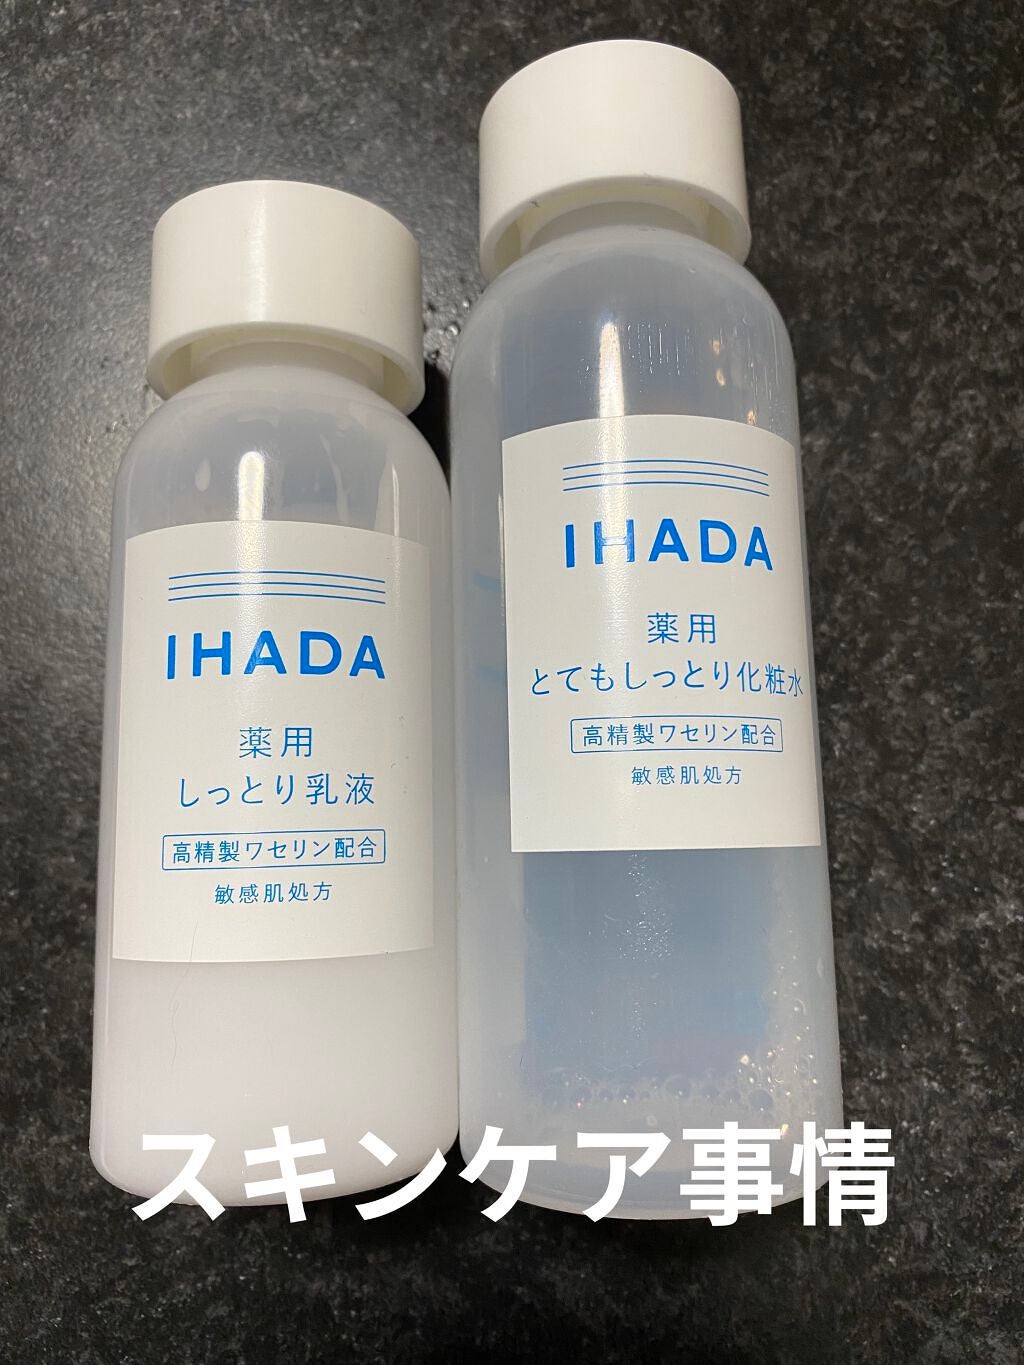 IHADA
薬用
しっとり乳液
高精製ワセリン配合
敏感肌処方
IHADA
薬用
とてもしっとり化粧水
高精製ワセリン配合
敏感肌処方
スキンケア事情